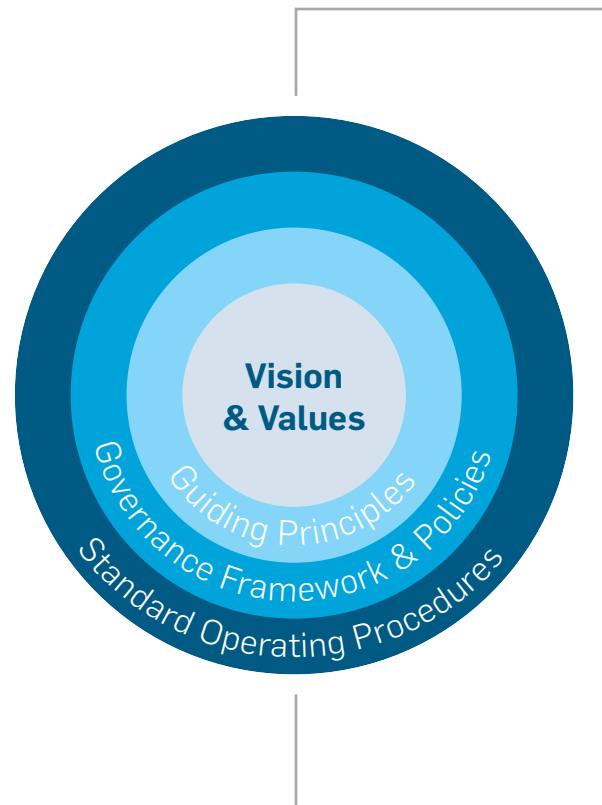 Vision
& Values
Guiding Principles
Governance Framework & Policies
Standard Operating Procedures